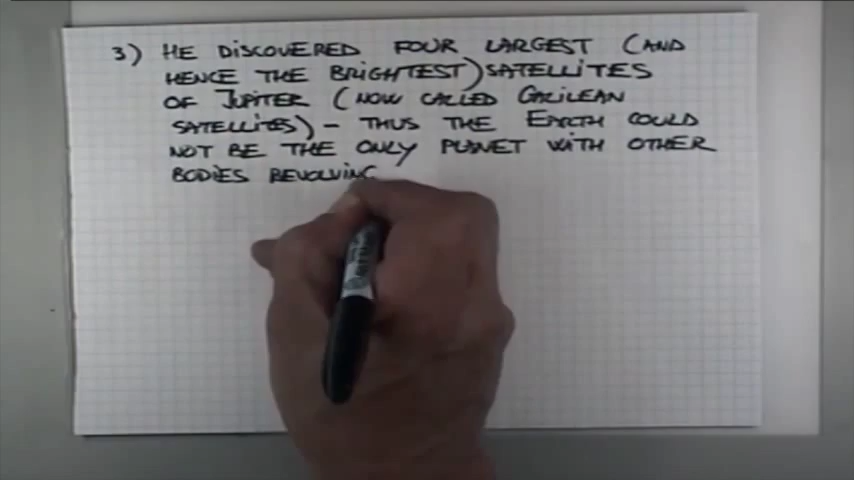 3) HE DISCOVERED FOUR LARGEST (AND
HENCE THE BRIGHTEST) SATELLITES
OF JUPITER (NOW CALLED GALILEAN
SATELLITES) - THUS THE EARTH COULD
NOT BE THE ONLY PLANET WITH OTHER
BODIES REVOLVING